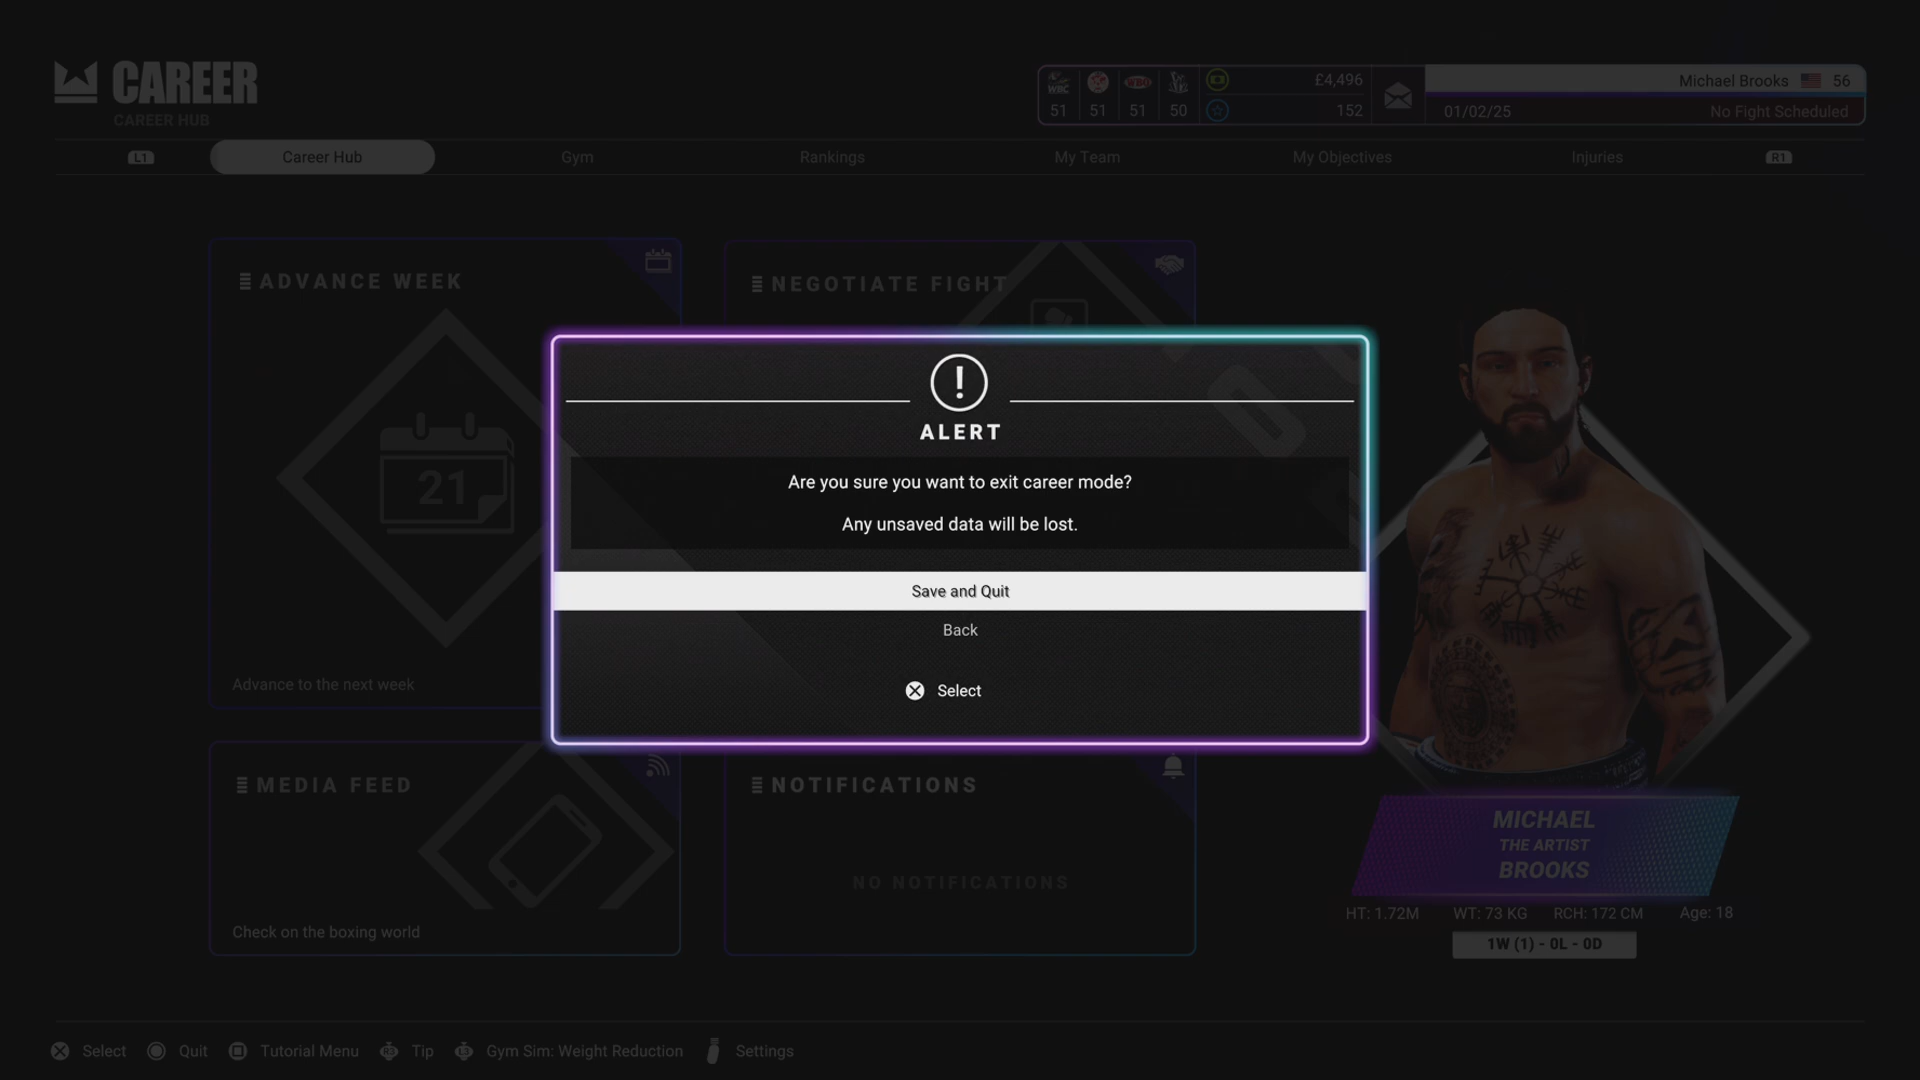 CAREER
CAREER HUB
WBC
WBO
51
51
51
50
£4,496
152
Michael Brooks
56
01/02/25
No Fight Scheduled
L1
Career Hub
Gym
Rankings
My Team
My Objectives
Injuries
R1
ADVANCE WEEK
21
Advance to the next week
NEGOTIATE FIGHT
ALERT
Are you sure you want to exit career mode?
Any unsaved data will be lost.
Save and Quit
Back
Select
MEDIA FEED
Check on the boxing world
NOTIFICATIONS
NO NOTIFICATIONS
MICHAEL
THE ARTIST
BROOKS
HT: 1.72M
WT: 73 KG
RCH: 172 CM
Age: 18
1W (1) - 0L - 0D
Select
Quit
Tutorial Menu
R3
Tip
L3
Gym Sim: Weight Reduction
Settings